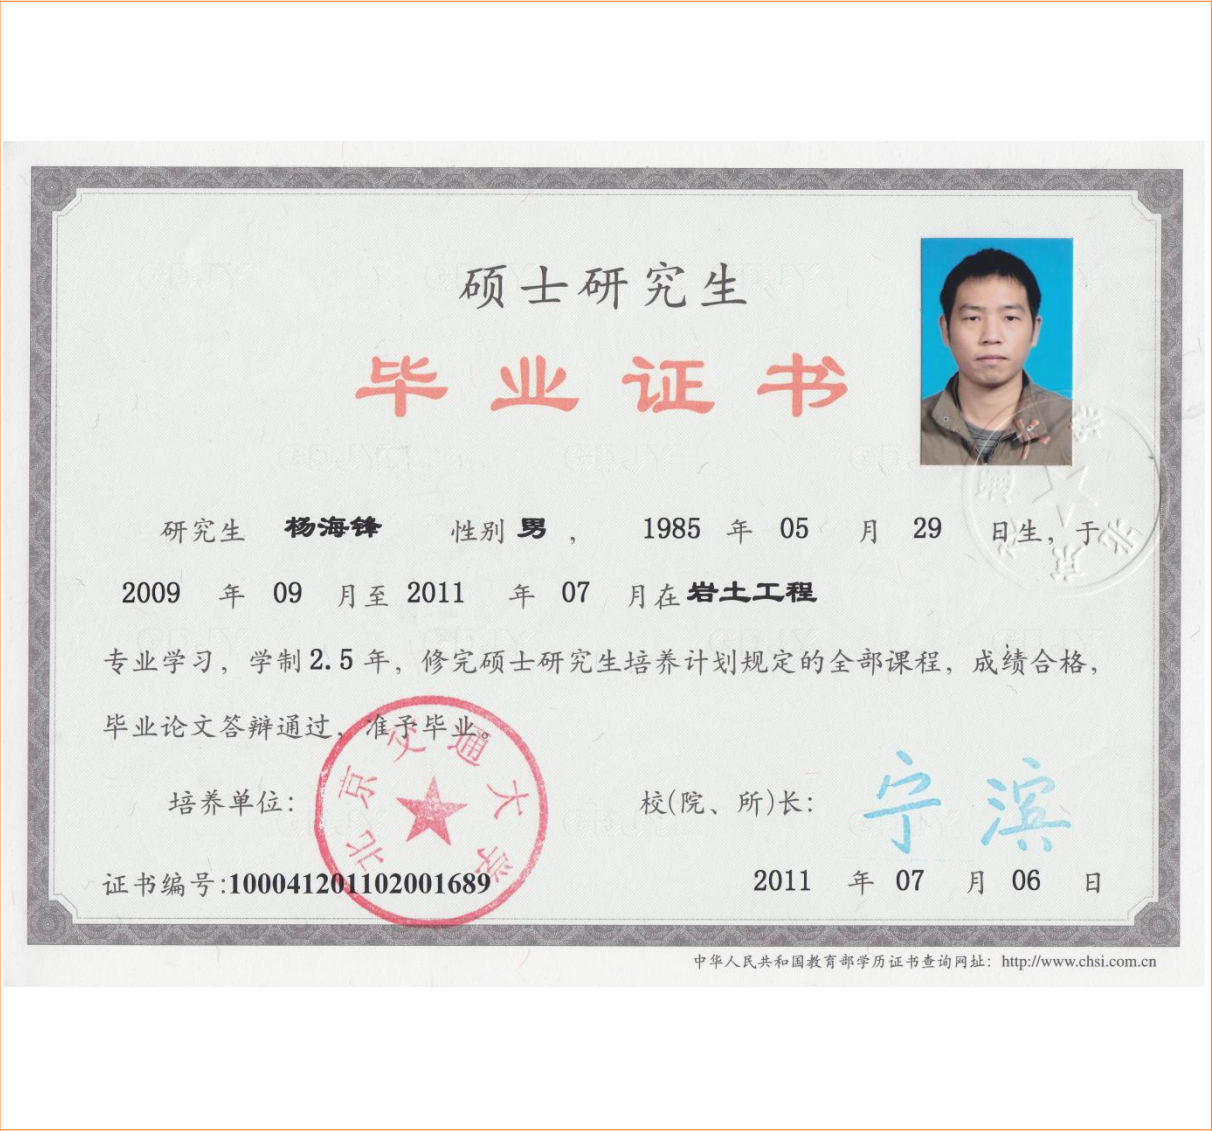 硕士研究生
毕业证书
研究生 杨海锋 性别 男 , 1985 年 05 月 29 日生, 于
2009 年 09 月至 2011 年 07 月在 岩土工程
专业学习, 学制 2.5 年, 修完硕士研究生培养计划规定的全部课程, 成绩合格,
毕业论文答辩通过, 准予毕业。
北京交通大学
培养单位: 校(院、所)长: 宁滨
证书编号:100041201102001689 2011 年 07 月 06 日
中华人民共和国教育部学历证书查询网址: http://www.chsi.com.cn